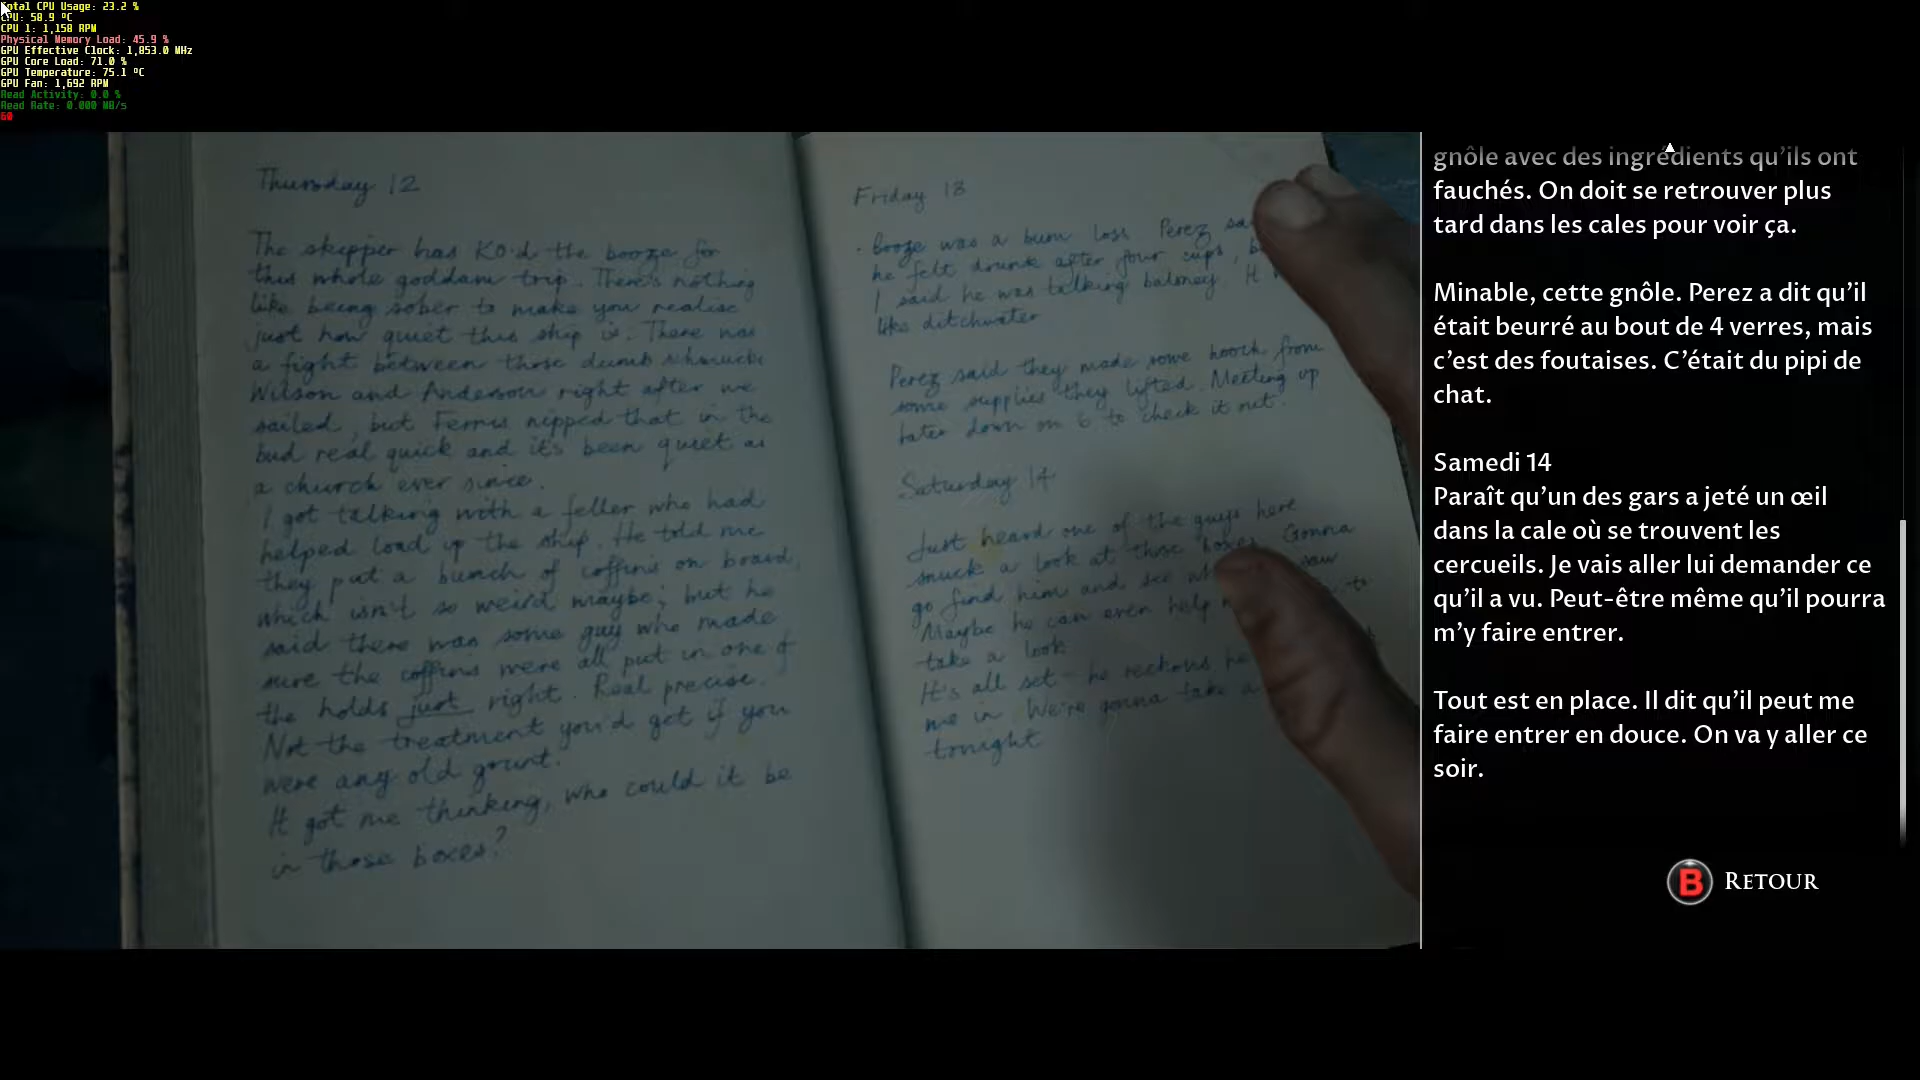 Total CPU Usage: 23.2 %
CPU: 58.9 ºC
CPU 1: 1,158 RPM
Physical Memory Load: 45.9 %
GPU Effective Clock: 1,853.0 MHz
GPU Core Load: 71.0 %
GPU Temperature: 75.1 ºC
GPU Fan: 1,692 RPM
Read Activity: 0.0 %
Read Rate: 0.000 MB/s
60
Thursday 12
The skipper has KO'd the booze for
this whole goddam trip. There's nothing
like being sober to make you realise
just how quiet this ship is. There was
a fight between those dumb schmucks
Wilson and Anderson right after we
sailed, but Ferris nipped that in the
bud real quick and it's been quiet as
a church ever since.
I got talking with a feller who had
helped load up the ship. He told me
they put a bunch of coffins on board,
which isn't so weird maybe, but he
said there was some guy who made
sure the coffins were all put in one of
the holds just right. Real precise.
Not the treatment you'd get if you
were any old grunt.
It got me thinking, who could it be
in those boxes?
Friday 13
Booze was a bum loss Perez
he felt drunk after four cups,
I said he was talking baloney. It
like ditchwater
Perez said they made some hooch from
some supplies they lifted. Meeting up
later down on 6 to check it out.
Saturday 14
Just heard one of the guys here
snuck a look at those boxes. Gonna
go find him and see saw
Maybe he can even help
take a look
It's all set - he reckons he
me in We're gonna take a
tonight
gnôle avec des ingrédients qu'ils ont
fauchés. On doit se retrouver plus
tard dans les cales pour voir ça.
Minable, cette gnôle. Perez a dit qu'il
était beurré au bout de 4 verres, mais
c'est des foutaises. C'était du pipi de
chat.
Samedi 14
Paraît qu'un des gars a jeté un œil
dans la cale où se trouvent les
cercueils. Je vais aller lui demander ce
qu'il a vu. Peut-être même qu'il pourra
m'y faire entrer.
Tout est en place. Il dit qu'il peut me
faire entrer en douce. On va y aller ce
soir.
B RETOUR